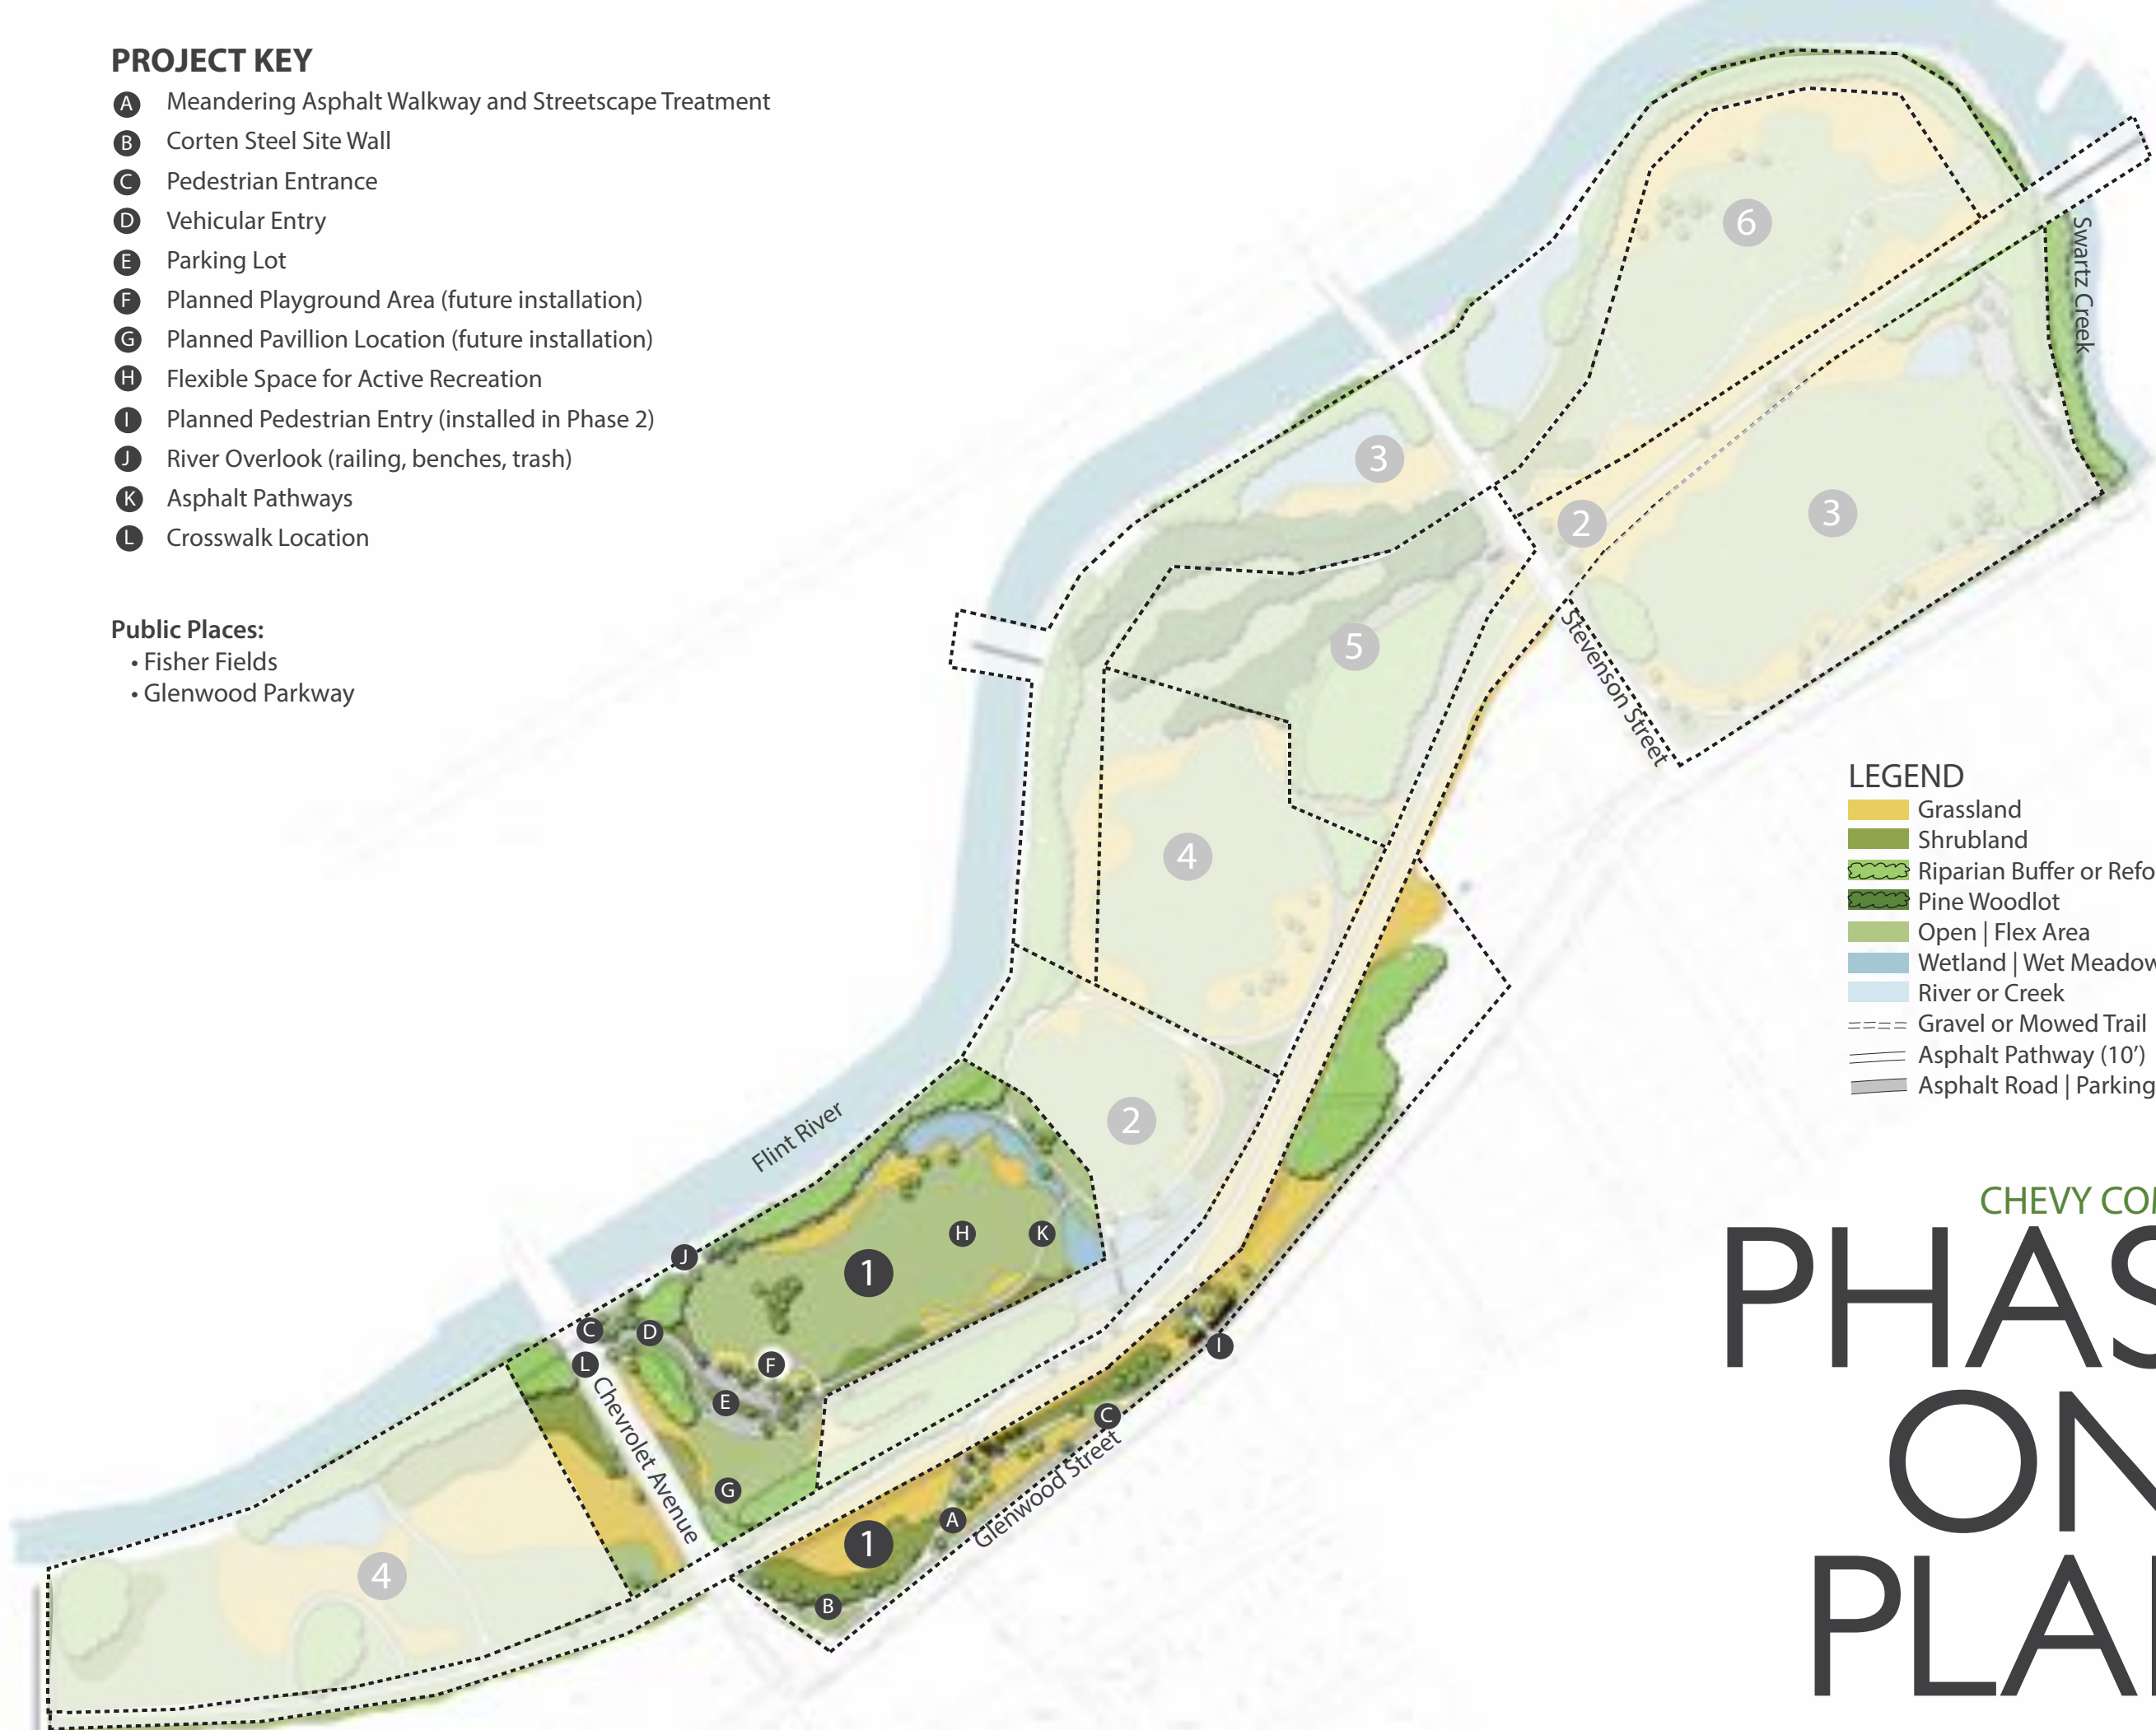 PROJECT KEY
A Meandering Asphalt Walkway and Streetscape Treatment
B Corten Steel Site Wall
C Pedestrian Entrance
D Vehicular Entry
E Parking Lot
F Planned Playground Area (future installation)
G Planned Pavillion Location (future installation)
H Flexible Space for Active Recreation
I Planned Pedestrian Entry (installed in Phase 2)
J River Overlook (railing, benches, trash)
K Asphalt Pathways
L Crosswalk Location
Public Places:
• Fisher Fields
• Glenwood Parkway
6
Swartz Creek
3
2
3
5
Stevenson Street
4
2
Flint River
H
K
J
1
C
D
L
F
E
I
C
Chevrolet Avenue
G
A
Glenwood Street
1
4
B
LEGEND
Grassland
Shrubland
Riparian Buffer or Refo
Pine Woodlot
Open | Flex Area
Wetland | Wet Meadow
River or Creek
Gravel or Mowed Trail
Asphalt Pathway (10')
Asphalt Road | Parking
CHEVY CO
PHAS
ON
PLA